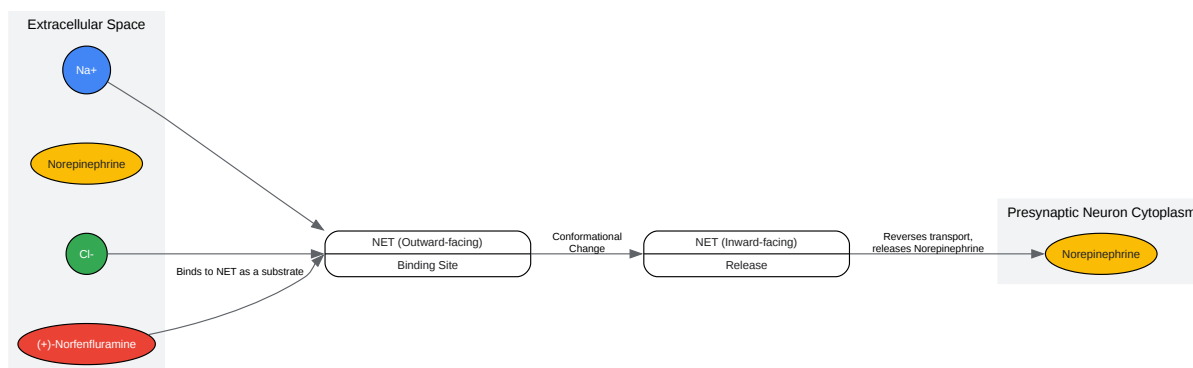 Extracellular Space
Na+
Norepinephrine
Cl-
(+)-Norfenfluramine
Binds to NET as a substrate
NET (Outward-facing)
Binding Site
Conformational
Change
NET (Inward-facing)
Release
Reverses transport,
releases Norepinephrine
Presynaptic Neuron Cytoplasm
Norepinephrine